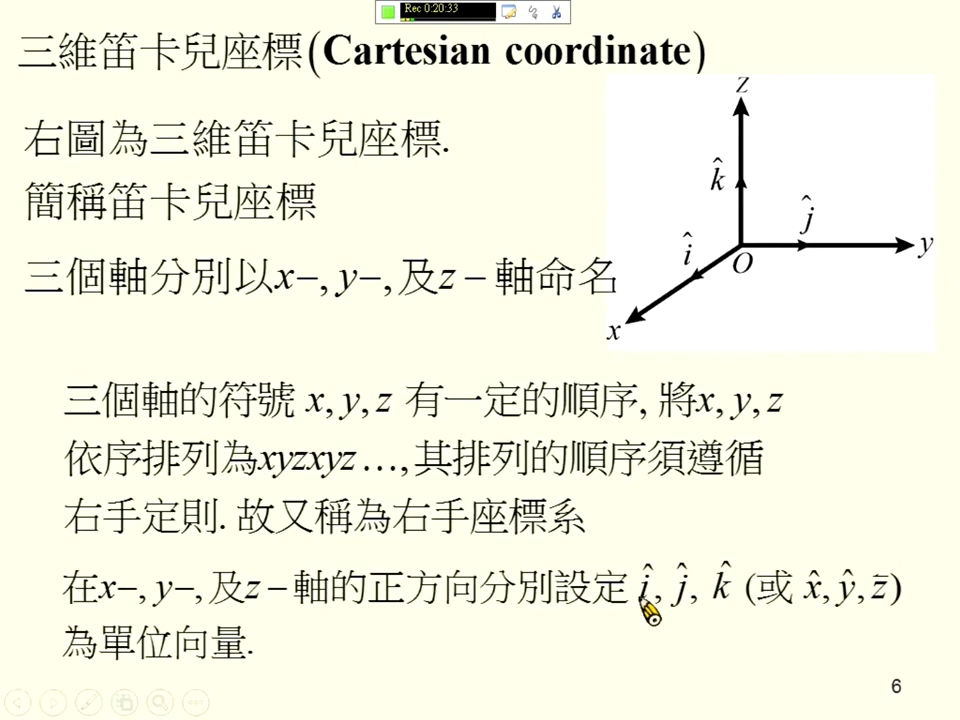 Rec 0:20:33
三維笛卡兒座標(Cartesian coordinate)
右圖為三維笛卡兒座標.
簡稱笛卡兒座標
三個軸分別以x−, y−, 及z − 軸命名
z
k̂
ĵ
y
î
O
x
三個軸的符號 x, y, z 有一定的順序, 將x, y, z
依序排列為xyzxyz…, 其排列的順序須遵循
右手定則. 故又稱為右手座標系
在x−, y−, 及z − 軸的正方向分別設定 î, ĵ, k̂ (或 x̂, ŷ, z̃)
為單位向量.
6